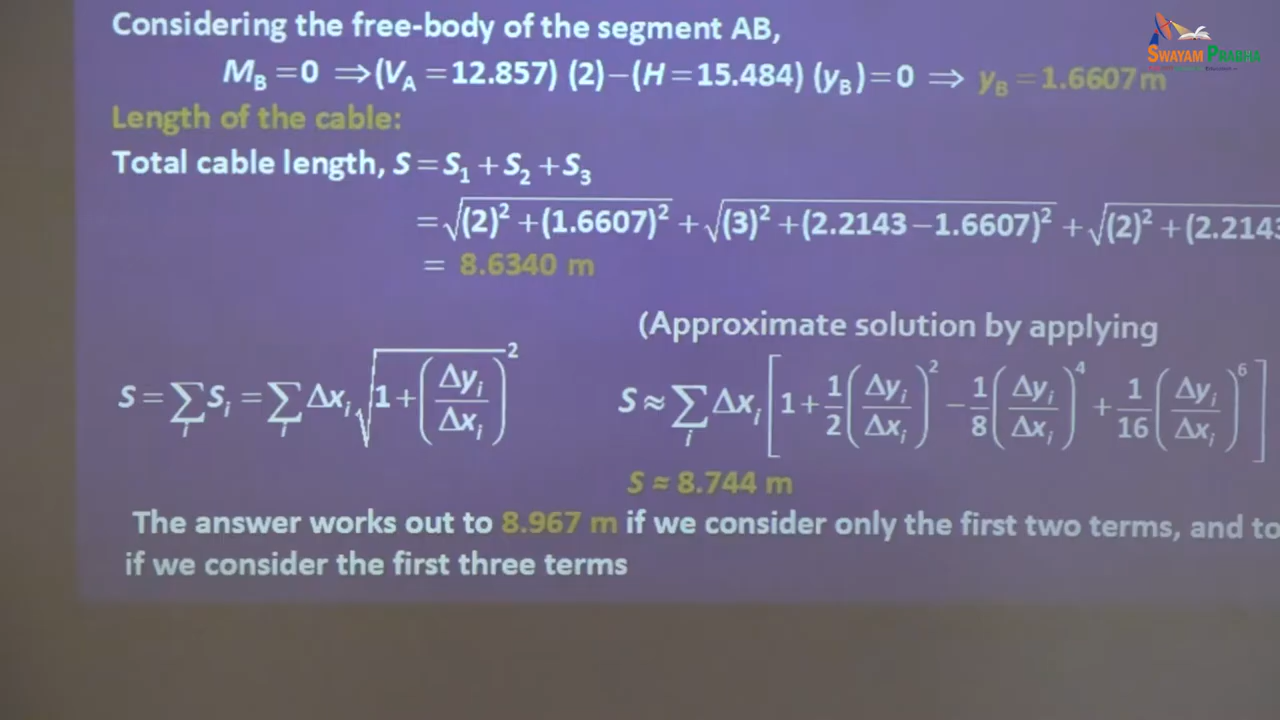 Considering the free-body of the segment AB,
M_B = 0 ⇒ (V_A = 12.857) (2) − (H = 15.484) (y_B) = 0 ⇒ y_B = 1.6607 m
SWAYAM PRABHA
Length of the cable:
Total cable length, S = S₁ + S₂ + S₃
= √((2)² + (1.6607)²) + √((3)² + (2.2143 − 1.6607)²) + √((2)² + (2.2143
= 8.6340 m
(Approximate solution by applying
S = ∑_i S_i = ∑_i Δx_i √(1 + (Δy_i/Δx_i))²
S ≈ ∑_i Δx_i [1 + 1/2 (Δy_i/Δx_i)² − 1/8 (Δy_i/Δx_i)⁴ + 1/16 (Δy_i/Δx_i)⁶]
S ≈ 8.744 m
The answer works out to 8.967 m if we consider only the first two terms, and to
if we consider the first three terms